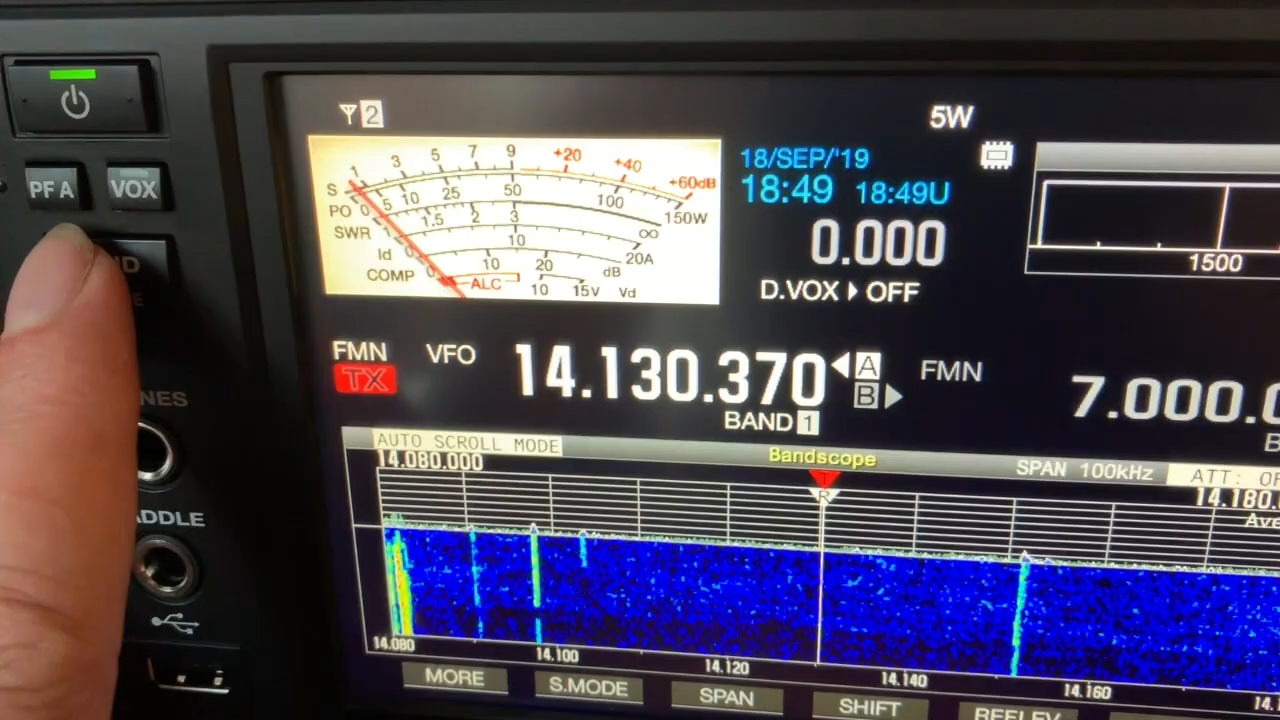 2
5W
PF A
VOX
S
1 3 5 7 9 +20 +40 +60dB
PO
0 5 10 25 50 100 150W
SWR
1.5 2 3 ∞
Id
0 10 20A
COMP
0 10 20 dB
ALC
10 15V Vd
18/SEP/'19
18:49 18:49U
0.000
D.VOX OFF
1500
FMN VFO 14.130.370 A FMN
TX
B
BAND 1
AUTO SCROLL MODE
Bandscope
SPAN 100kHz
ATT:
14.080.000
T
R
14.080 14.100 14.120 14.140 14.160
MORE S.MODE SPAN SHIFT